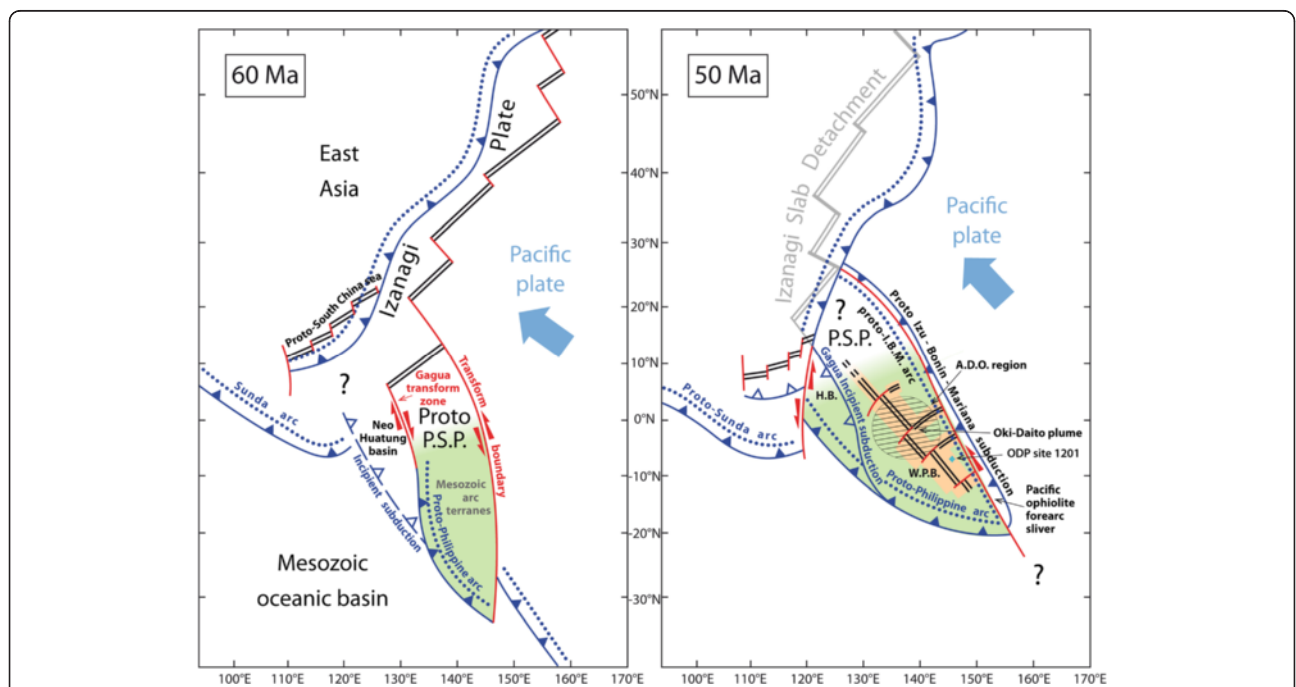 60 Ma
East
Asia
Izanagi Plate
Pacific
plate
Proto-South China sea
?
Sunda arc
Gagua
transform
zone
Transform boundary
Neo
Huatung
basin
Proto
P.S.P.
Incipient subduction
Proto-Philippine arc
Mesozoic
arc
terranes
Mesozoic
oceanic basin
100°E 110°E 120°E 130°E 140°E 150°E 160°E 170°E
50°N
40°N
30°N
20°N
10°N
0°N
-10°N
-20°N
-30°N
50 Ma
Izanagi Slab Detachment
Pacific
plate
?
P.S.P.
proto-I.B.M. arc
Proto Izu - Bonin - Mariana subduction
A.D.O. region
Gagua Incipient subduction
H.B.
Proto-Sunda arc
Oki-Daito plume
ODP site 1201
W.P.B.
Proto-Philippine arc
Pacific
ophiolite
forearc
sliver
?
100°E 110°E 120°E 130°E 140°E 150°E 160°E 170°E